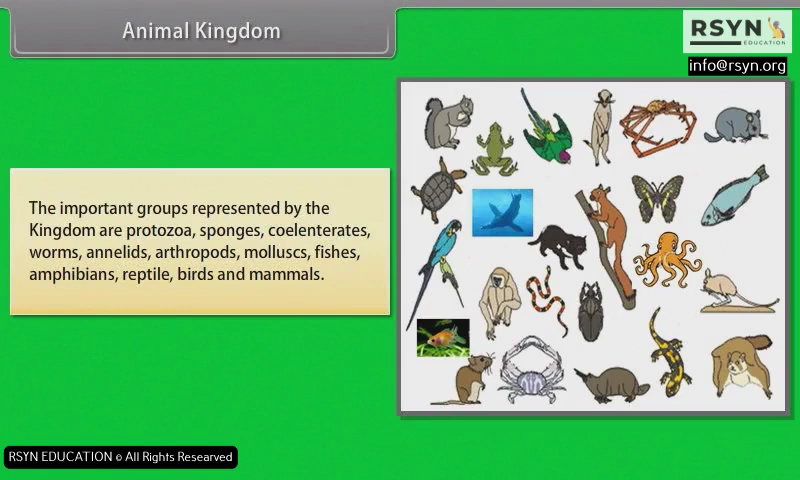 Animal Kingdom
RSYN
EDUCATION
info@rsyn.org
The important groups represented by the
Kingdom are protozoa, sponges, coelenterates,
worms, annelids, arthropods, molluscs, fishes,
amphibians, reptile, birds and mammals.
RSYN EDUCATION © All Rights Researved